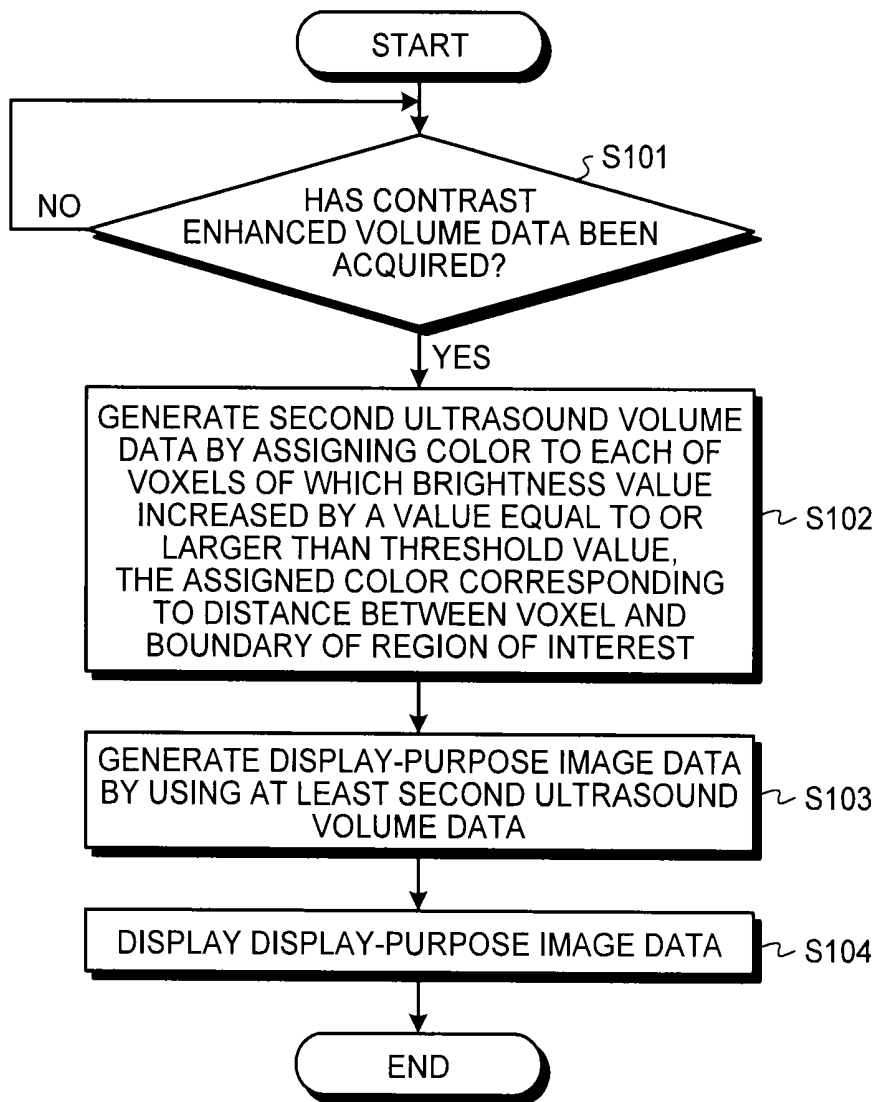 START
S101
HAS CONTRAST
ENHANCED VOLUME DATA BEEN
ACQUIRED?
NO
YES
GENERATE SECOND ULTRASOUND VOLUME
DATA BY ASSIGNING COLOR TO EACH OF
VOXELS OF WHICH BRIGHTNESS VALUE
INCREASED BY A VALUE EQUAL TO OR
LARGER THAN THRESHOLD VALUE,
THE ASSIGNED COLOR CORRESPONDING
TO DISTANCE BETWEEN VOXEL AND
BOUNDARY OF REGION OF INTEREST
S102
GENERATE DISPLAY-PURPOSE IMAGE DATA
BY USING AT LEAST SECOND ULTRASOUND
VOLUME DATA
S103
DISPLAY DISPLAY-PURPOSE IMAGE DATA
S104
END